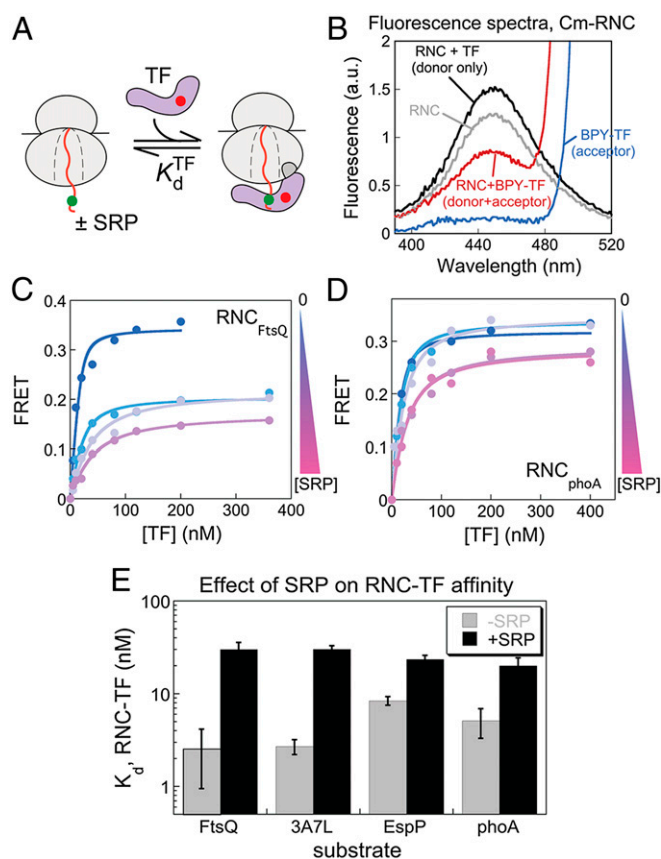 A
TF
K_d^TF
± SRP
B
Fluorescence spectra, Cm-RNC
Fluorescence (a.u.)
2
1.5
1
0.5
0
RNC + TF
(donor only)
RNC
BPY-TF
(acceptor)
RNC+BPY-TF
(donor+acceptor)
400
440
480
520
Wavelength (nm)
C
RNC_FtsQ
FRET
0.4
0.3
0.2
0.1
0
0
100
200
300
400
[TF] (nM)
0
[SRP]
D
RNC_phoA
FRET
0.3
0.2
0.1
0
0
100
200
300
400
[TF] (nM)
0
[SRP]
E
Effect of SRP on RNC-TF affinity
K_d, RNC-TF (nM)
100
10
1
-SRP
+SRP
FtsQ
3A7L
EspP
phoA
substrate